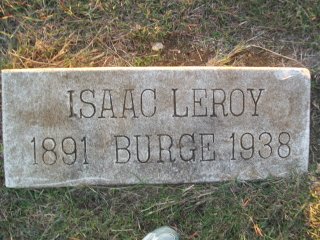 ISAAC LEROY
1891 BURGE 1938